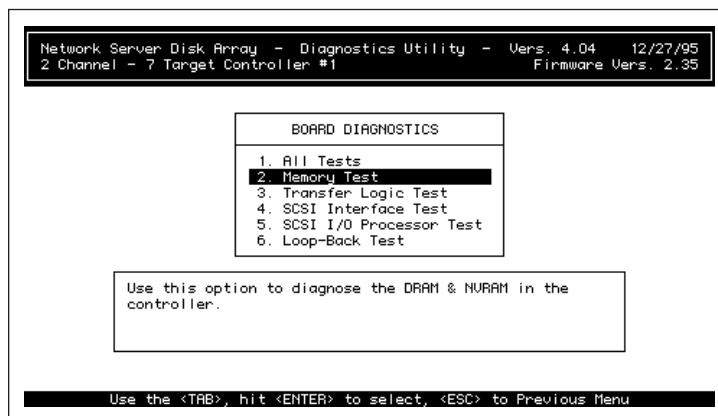 Network Server Disk Array - Diagnostics Utility - Vers. 4.04 12/27/95
2 Channel - 7 Target Controller #1 Firmware Vers. 2.35
BOARD DIAGNOSTICS
1. All Tests
2. Memory Test
3. Transfer Logic Test
4. SCSI Interface Test
5. SCSI I/O Processor Test
6. Loop-Back Test
Use this option to diagnose the DRAM & NVRAM in the
controller.
Use the <TAB>, hit <ENTER> to select, <ESC> to Previous Menu